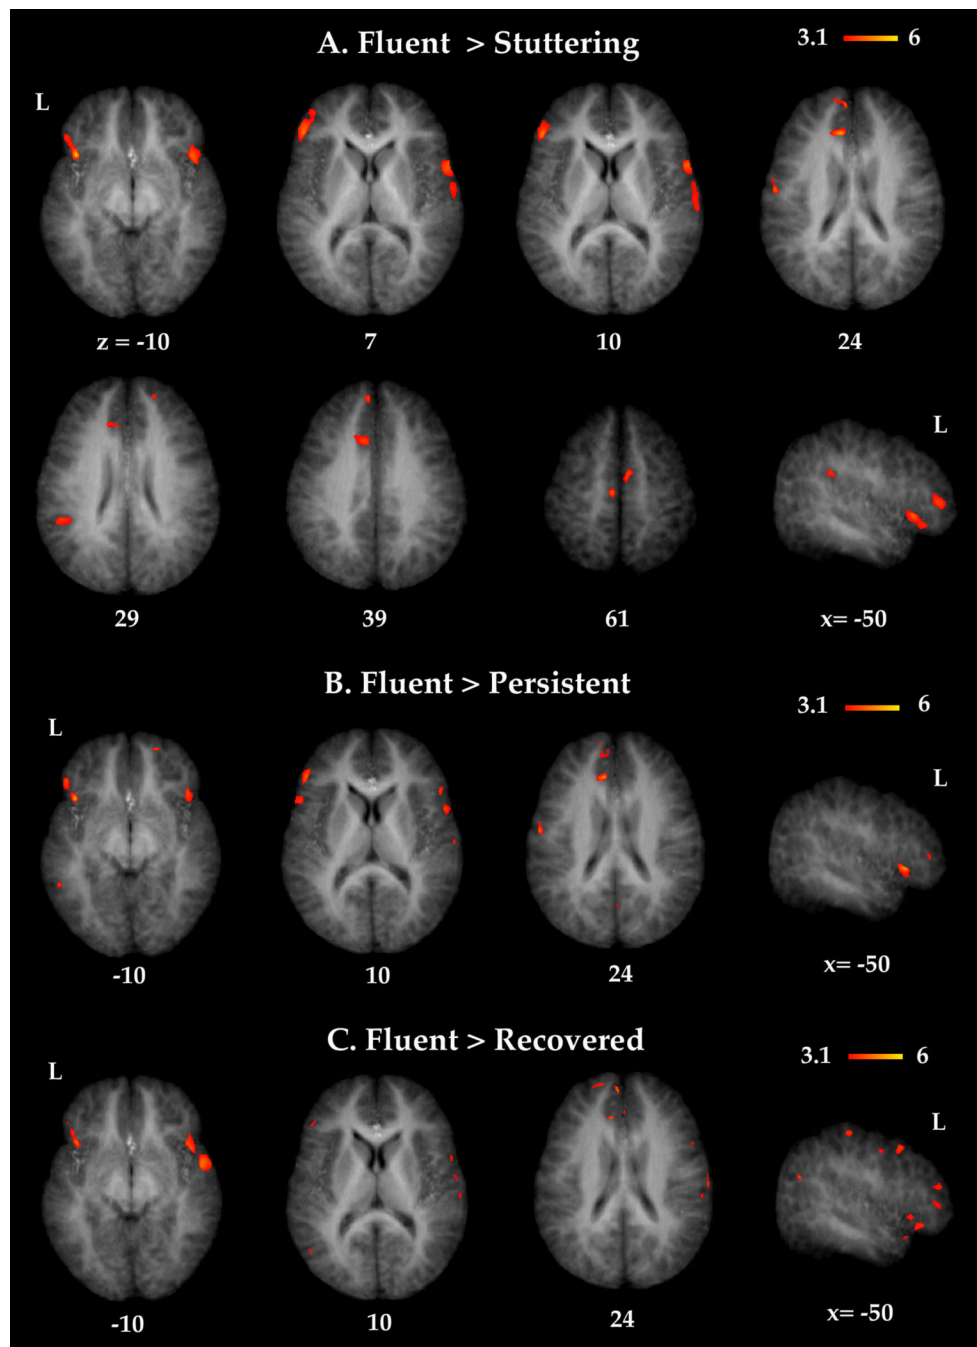 A. Fluent > Stuttering
3.1 6
L
z = -10 7 10 24
L
29 39 61 x= -50
B. Fluent > Persistent
3.1 6
L
L
-10 10 24 x= -50
C. Fluent > Recovered
3.1 6
L
L
-10 10 24 x= -50